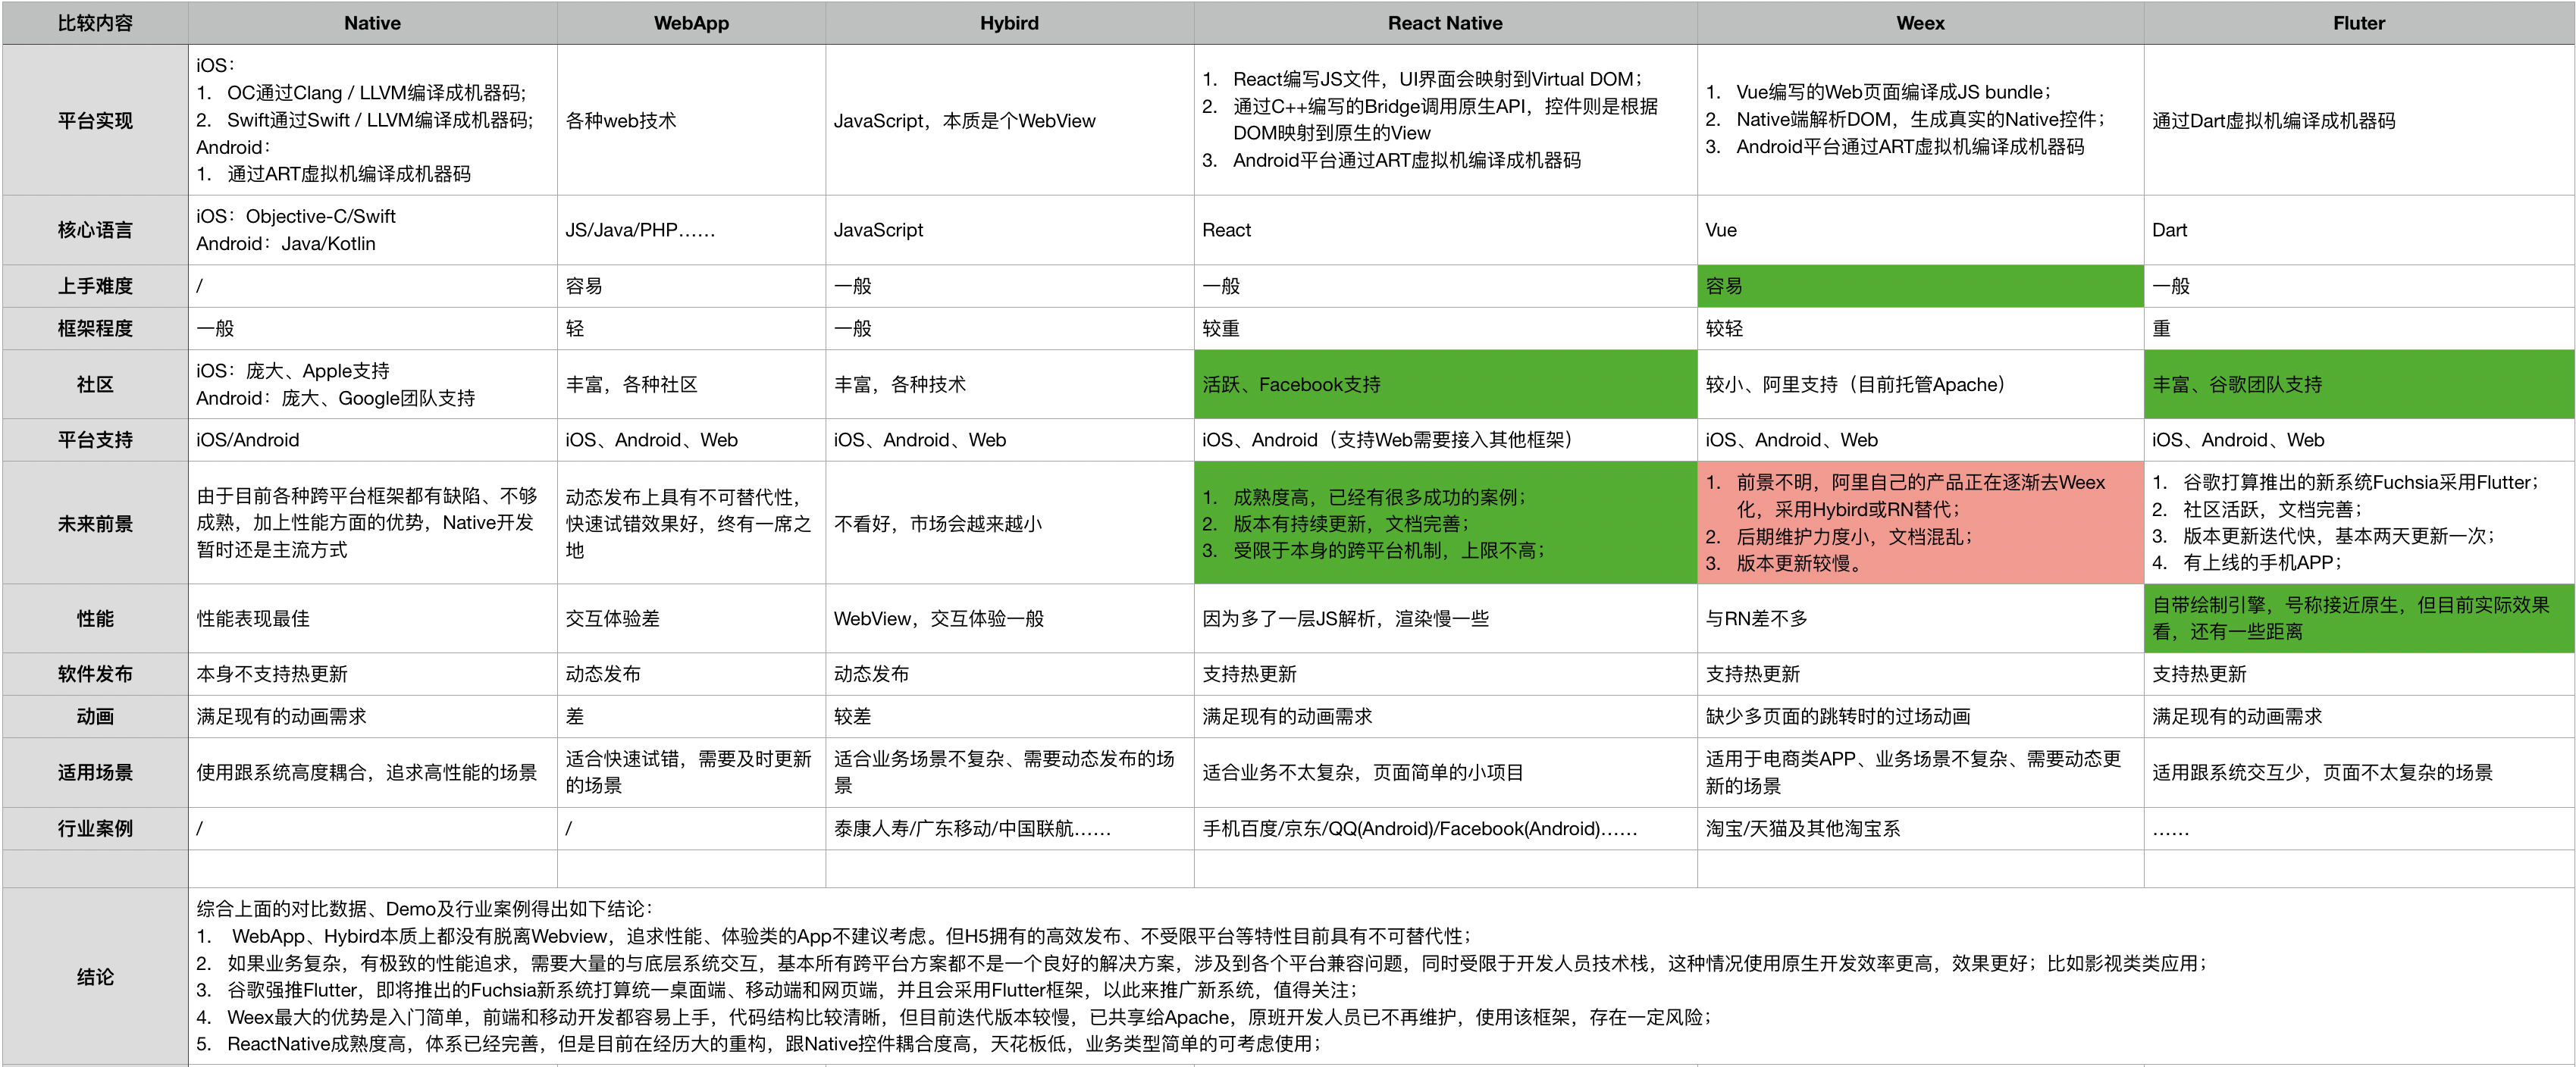 比较内容 Native WebApp Hybird React Native Weex Fluter
平台实现
iOS：
1. OC通过Clang / LLVM编译成机器码;
2. Swift通过Swift / LLVM编译成机器码;
Android：
1. 通过ART虚拟机编译成机器码
各种web技术
JavaScript，本质是个WebView
1. React编写JS文件，UI界面会映射到Virtual DOM；
2. 通过C++编写的Bridge调用原生API，控件则是根据
DOM映射到原生的View
3. Android平台通过ART虚拟机编译成机器码
1. Vue编写的Web页面编译成JS bundle；
2. Native端解析DOM，生成真实的Native控件；
3. Android平台通过ART虚拟机编译成机器码
通过Dart虚拟机编译成机器码
核心语言
iOS：Objective-C/Swift
Android：Java/Kotlin
JS/Java/PHP……
JavaScript
React
Vue
Dart
上手难度 / 容易 一般 一般 容易 一般
框架程度 一般 轻 一般 较重 较轻 重
社区
iOS：庞大、Apple支持
Android：庞大、Google团队支持
丰富，各种社区
丰富，各种技术
活跃、Facebook支持
较小、阿里支持（目前托管Apache）
丰富、谷歌团队支持
平台支持 iOS/Android iOS、Android、Web iOS、Android、Web iOS、Android（支持Web需要接入其他框架） iOS、Android、Web iOS、Android、Web
未来前景
由于目前各种跨平台框架都有缺陷、不够
成熟，加上性能方面的优势，Native开发
暂时还是主流方式
动态发布上具有不可替代性，
快速试错效果好，终有一席之
地
不看好，市场会越来越小
1. 成熟度高，已经有很多成功的案例；
2. 版本有持续更新，文档完善；
3. 受限于本身的跨平台机制，上限不高；
1. 前景不明，阿里自己的产品正在逐渐去Weex
化，采用Hybird或RN替代；
2. 后期维护力度小，文档混乱；
3. 版本更新较慢。
1. 谷歌打算推出的新系统Fuchsia采用Flutter；
2. 社区活跃，文档完善；
3. 版本更新迭代快，基本两天更新一次；
4. 有上线的手机APP；
性能
性能表现最佳
交互体验差
WebView，交互体验一般
因为多了一层JS解析，渲染慢一些
与RN差不多
自带绘制引擎，号称接近原生，但目前实际效果
看，还有一些距离
软件发布 本身不支持热更新 动态发布 动态发布 支持热更新 支持热更新 支持热更新
动画 满足现有的动画需求 差 较差 满足现有的动画需求 缺少多页面的跳转时的过场动画 满足现有的动画需求
适用场景
使用跟系统高度耦合，追求高性能的场景
适合快速试错，需要及时更新
的场景
适合业务场景不复杂、需要动态发布的场
景
适合业务不太复杂，页面简单的小项目
适用于电商类APP、业务场景不复杂、需要动态更
新的场景
适用跟系统交互少，页面不太复杂的场景
行业案例 / / 泰康人寿/广东移动/中国联航…… 手机百度/京东/QQ(Android)/Facebook(Android)…… 淘宝/天猫及其他淘宝系 ……
结论
综合上面的对比数据、Demo及行业案例得出如下结论：
1. WebApp、Hybird本质上都没有脱离Webview，追求性能、体验类的App不建议考虑。但H5拥有的高效发布、不受限平台等特性目前具有不可替代性；
2. 如果业务复杂，有极致的性能追求，需要大量的与底层系统交互，基本所有跨平台方案都不是一个良好的解决方案，涉及到各个平台兼容问题，同时受限于开发人员技术栈，这种情况使用原生开发效率更高，效果更好；比如影视类类应用；
3. 谷歌强推Flutter，即将推出的Fuchsia新系统打算统一桌面端、移动端和网页端，并且会采用Flutter框架，以此来推广新系统，值得关注；
4. Weex最大的优势是入门简单，前端和移动开发都容易上手，代码结构比较清晰，但目前迭代版本较慢，已共享给Apache，原班开发人员已不再维护，使用该框架，存在一定风险；
5. ReactNative成熟度高，体系已经完善，但是目前在经历大的重构，跟Native控件耦合度高，天花板低，业务类型简单的可考虑使用；